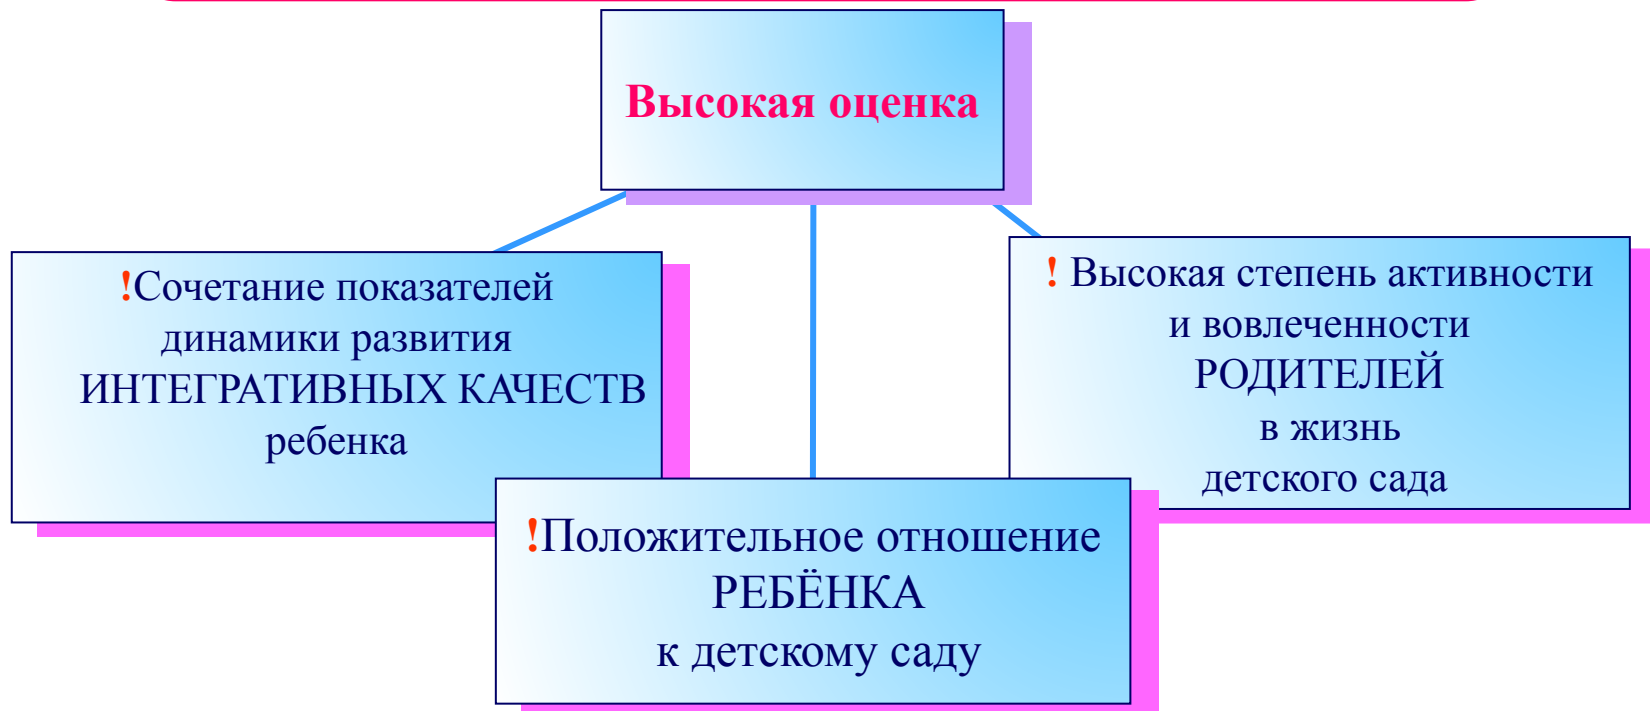 Высокая оценка
!Сочетание показателей
динамики развития
ИНТЕГРАТИВНЫХ КАЧЕСТВ
ребенка
! Высокая степень активности
и вовлеченности
РОДИТЕЛЕЙ
в жизнь
детского сада
!Положительное отношение
РЕБЁНКА
к детскому саду